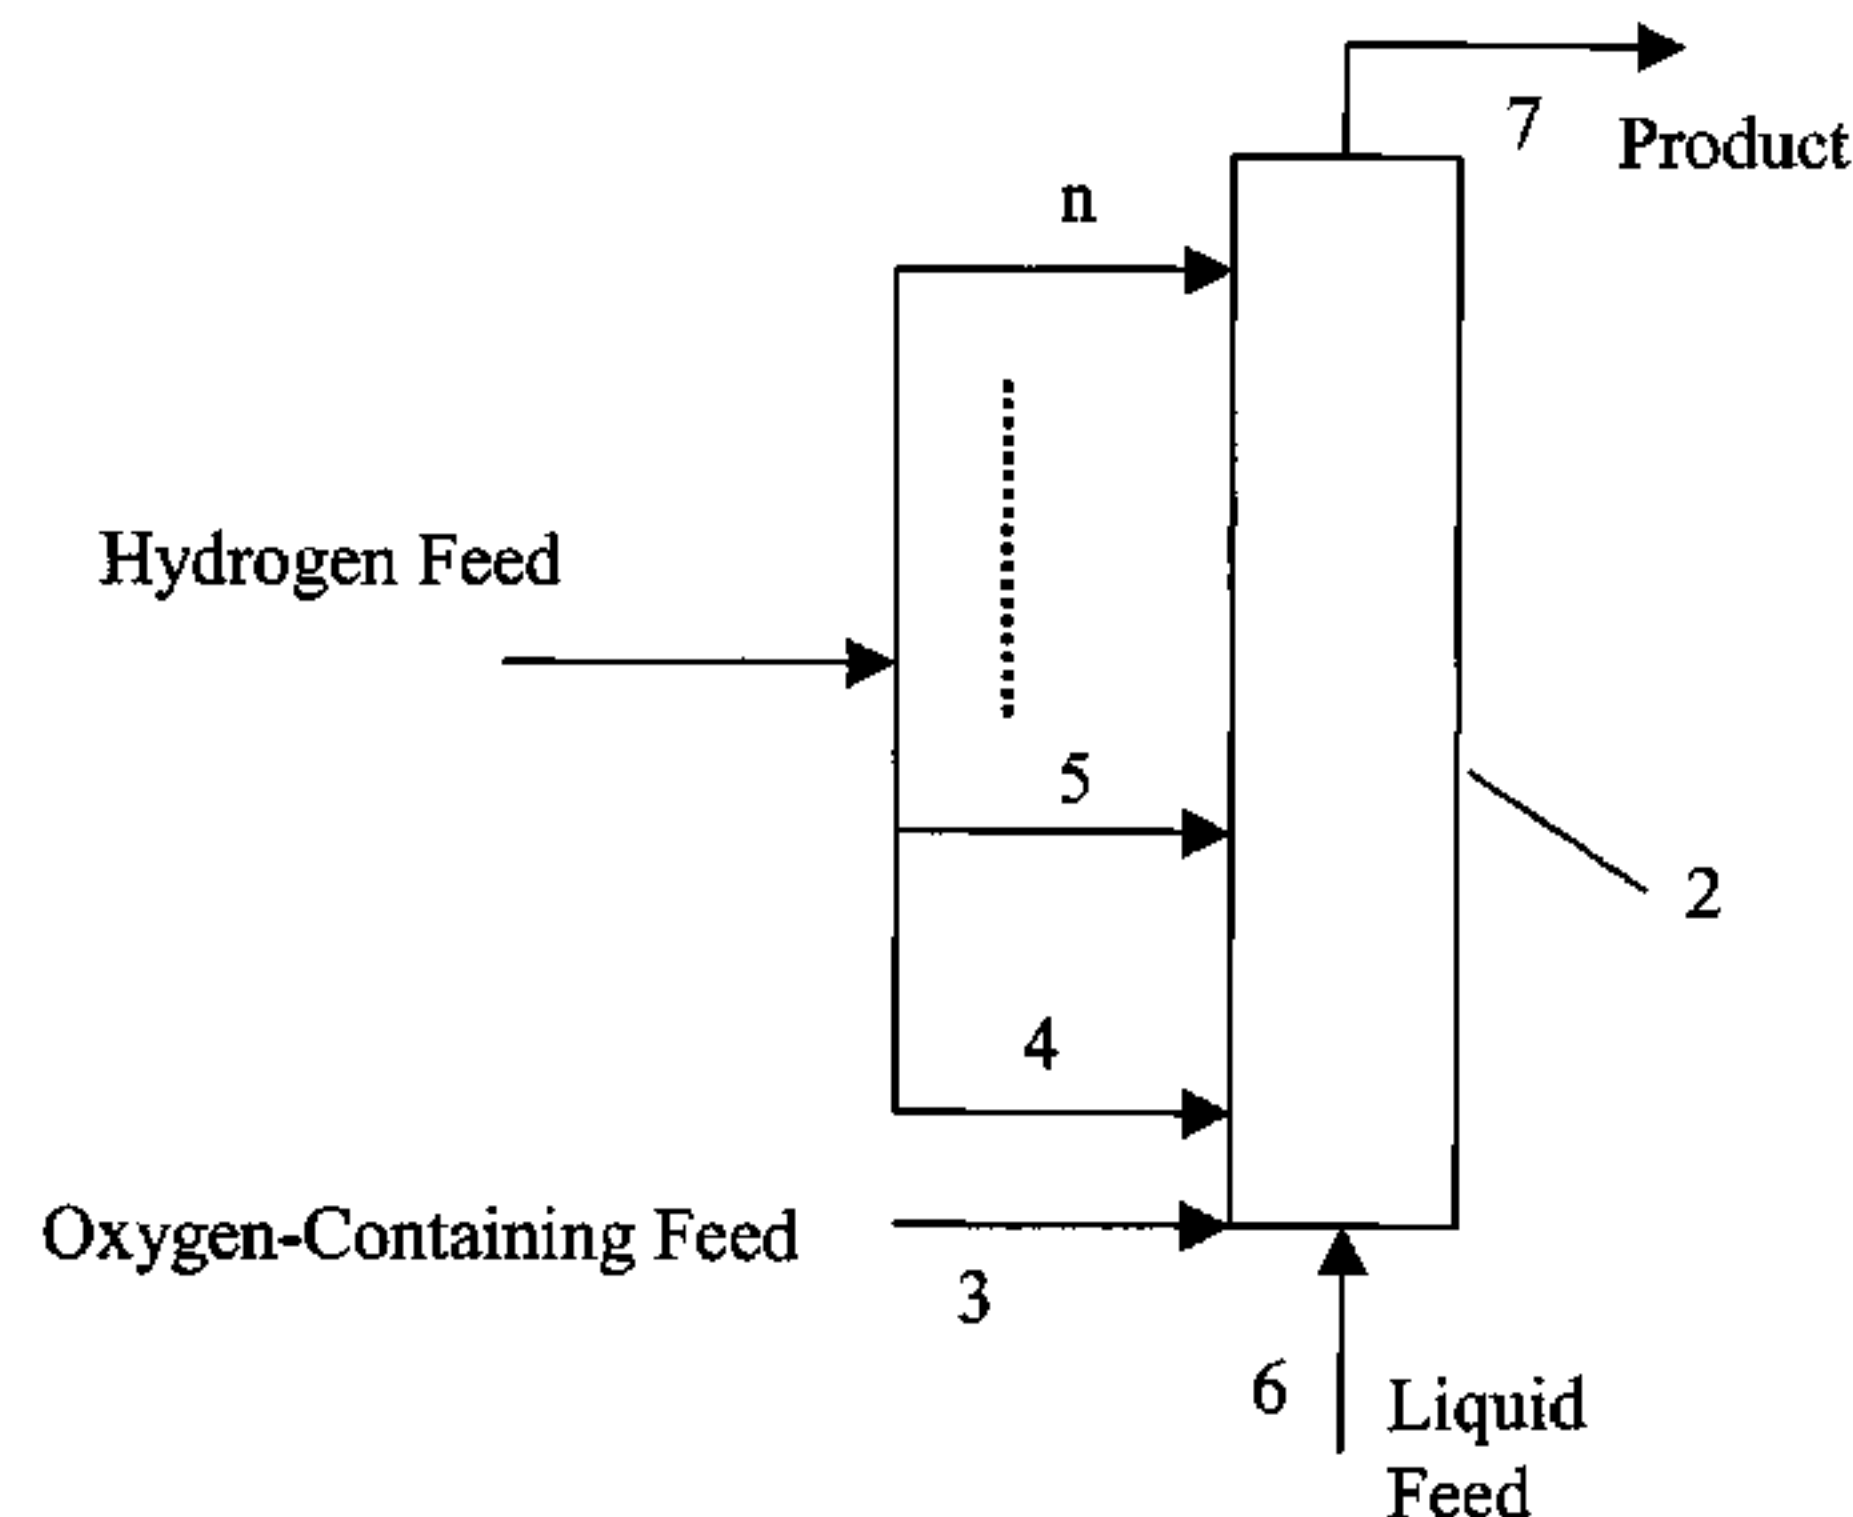 7
Product
n
Hydrogen Feed
5
2
4
Oxygen-Containing Feed
3
6
Liquid
Feed